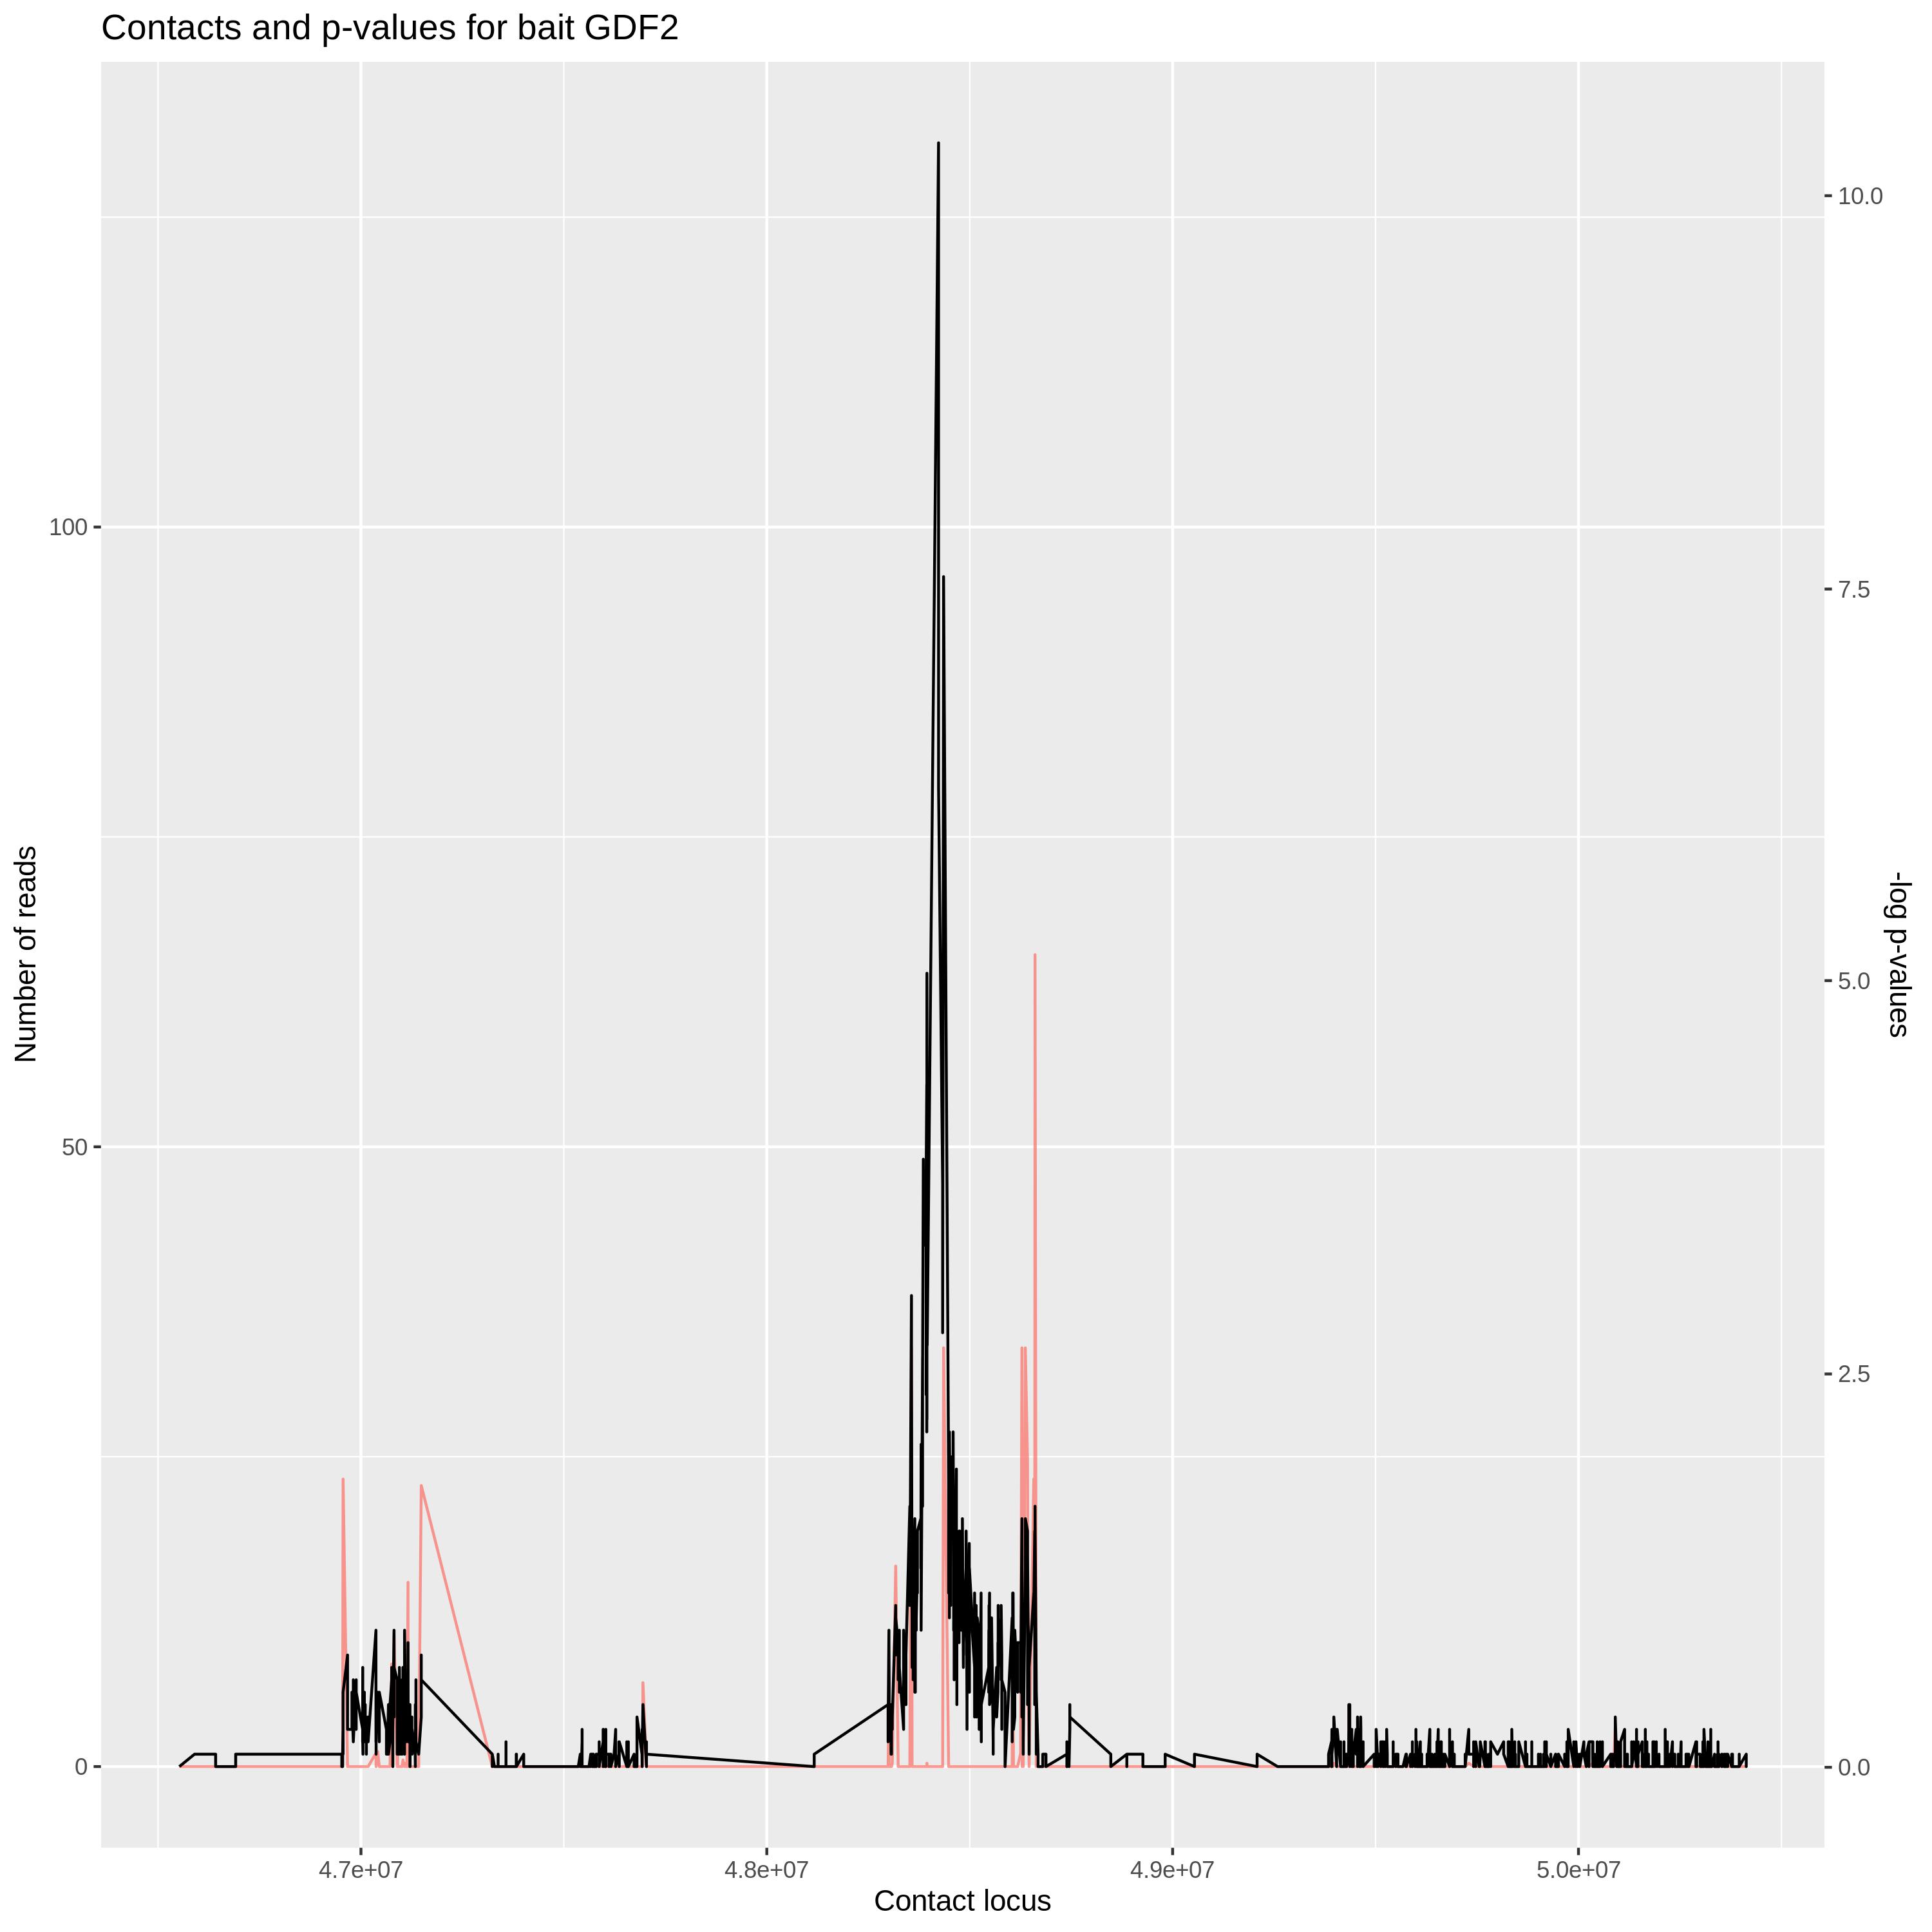 Contacts and p-values for bait GDF2
Number of reads
100
50
0
10.0
7.5
5.0
2.5
0.0
-log p-values
4.7e+07
4.8e+07
4.9e+07
5.0e+07
Contact locus